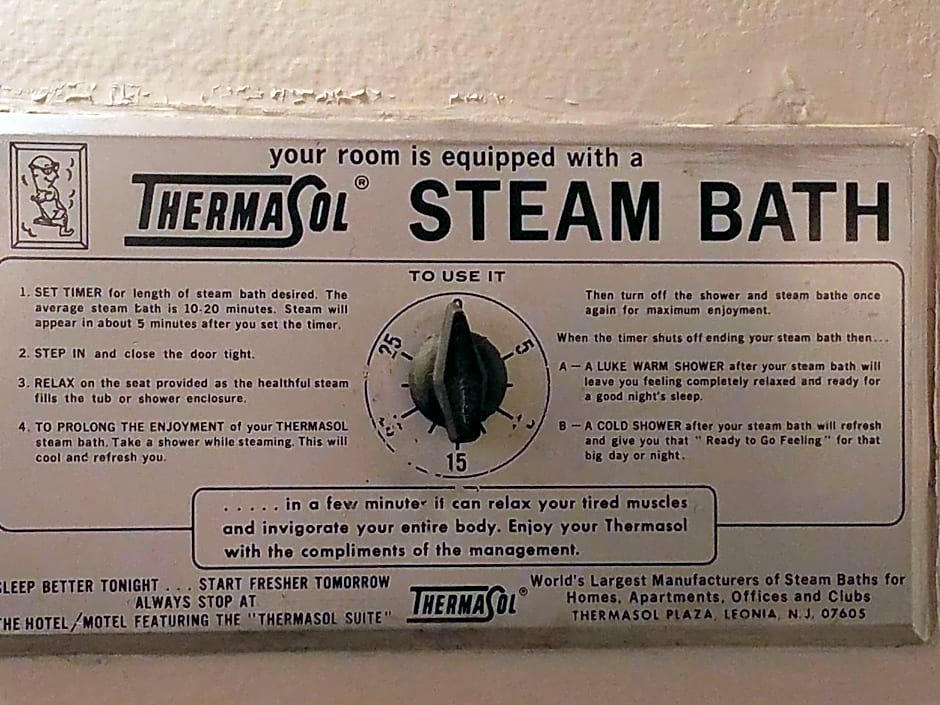 your room is equipped with a
THERMASOL® STEAM BATH
TO USE IT
1. SET TIMER for length of steam bath desired. The
average steam bath is 10-20 minutes. Steam will
appear in about 5 minutes after you set the timer.
2. STEP IN and close the door tight.
3. RELAX on the seat provided as the healthful steam
fills the tub or shower enclosure.
4. TO PROLONG THE ENJOYMENT of your THERMASOL
steam bath. Take a shower while steaming. This will
cool and refresh you.
25
5
15
Then turn off the shower and steam bathe once
again for maximum enjoyment.
When the timer shuts off ending your steam bath then...
A — A LUKE WARM SHOWER after your steam bath will
leave you feeling completely relaxed and ready for
a good night's sleep.
B — A COLD SHOWER after your steam bath will refresh
and give you that "Ready to Go Feeling" for that
big day or night.
..... in a few minutes it can relax your tired muscles
and invigorate your entire body. Enjoy your Thermasol
with the compliments of the management.
SLEEP BETTER TONIGHT ... START FRESHER TOMORROW
ALWAYS STOP AT
THE HOTEL/MOTEL FEATURING THE "THERMASOL SUITE"
THERMASOL®
World's Largest Manufacturers of Steam Baths for
Homes, Apartments, Offices and Clubs
THERMASOL PLAZA, LEONIA, N.J. 07605